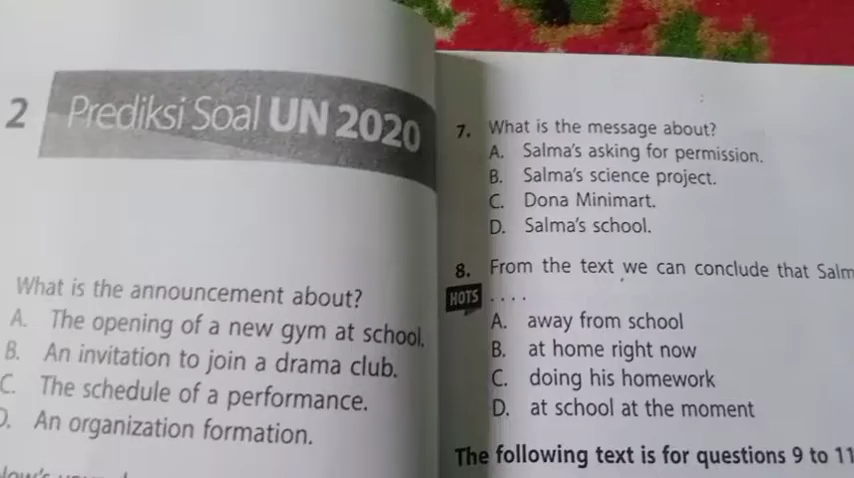 2 Prediksi Soal UN 2020
What is the announcement about?
A. The opening of a new gym at school.
B. An invitation to join a drama club.
C. The schedule of a performance.
D. An organization formation.
7. What is the message about?
A. Salma's asking for permission.
B. Salma's science project.
C. Dona Minimart.
D. Salma's school.
8. From the text we can conclude that Salm
HOTS ....
A. away from school
B. at home right now
C. doing his homework
D. at school at the moment
The following text is for questions 9 to 11